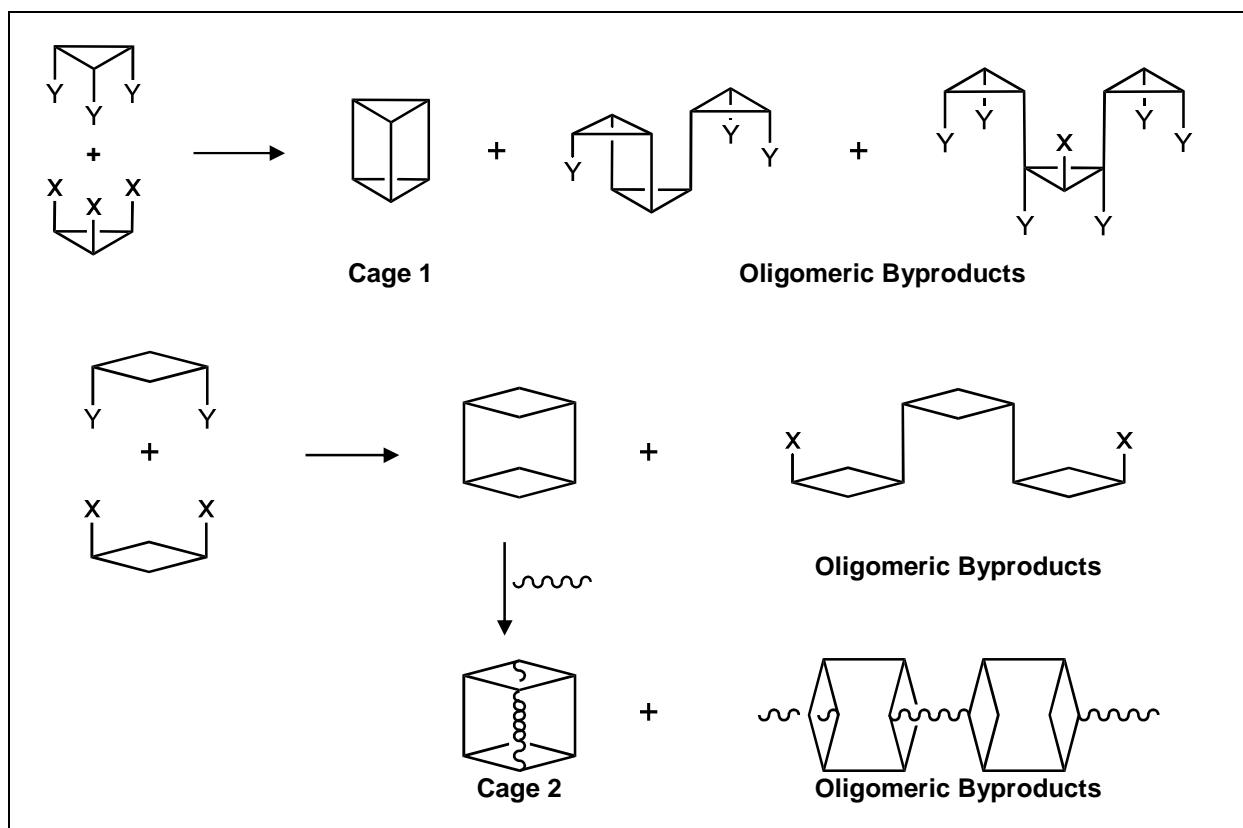 Y Y Y
+
X X X
+ Y Y Y
+ Y Y X Y Y Y Y
Cage 1
Oligomeric Byproducts
Y Y
+
X X
+ X X
Oligomeric Byproducts
+
Cage 2
Oligomeric Byproducts